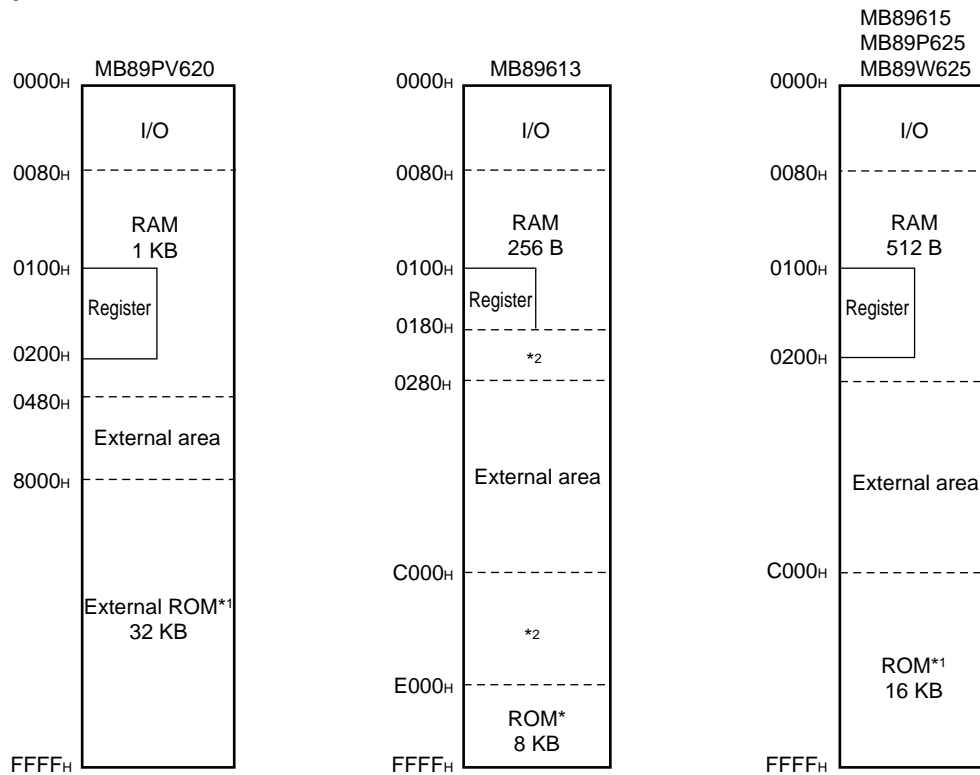 MB89PV620
0000H
I/O
0080H
RAM
1 KB
0100H
Register
0200H
0480H
External area
8000H
External ROM*1
32 KB
FFFFH
MB89613
0000H
I/O
0080H
RAM
256 B
0100H
Register
0180H
*2
0280H
External area
C000H
*2
E000H
ROM*
8 KB
FFFFH
MB89615
MB89P625
MB89W625
0000H
I/O
0080H
RAM
512 B
0100H
Register
0200H
External area
C000H
ROM*1
16 KB
FFFFH